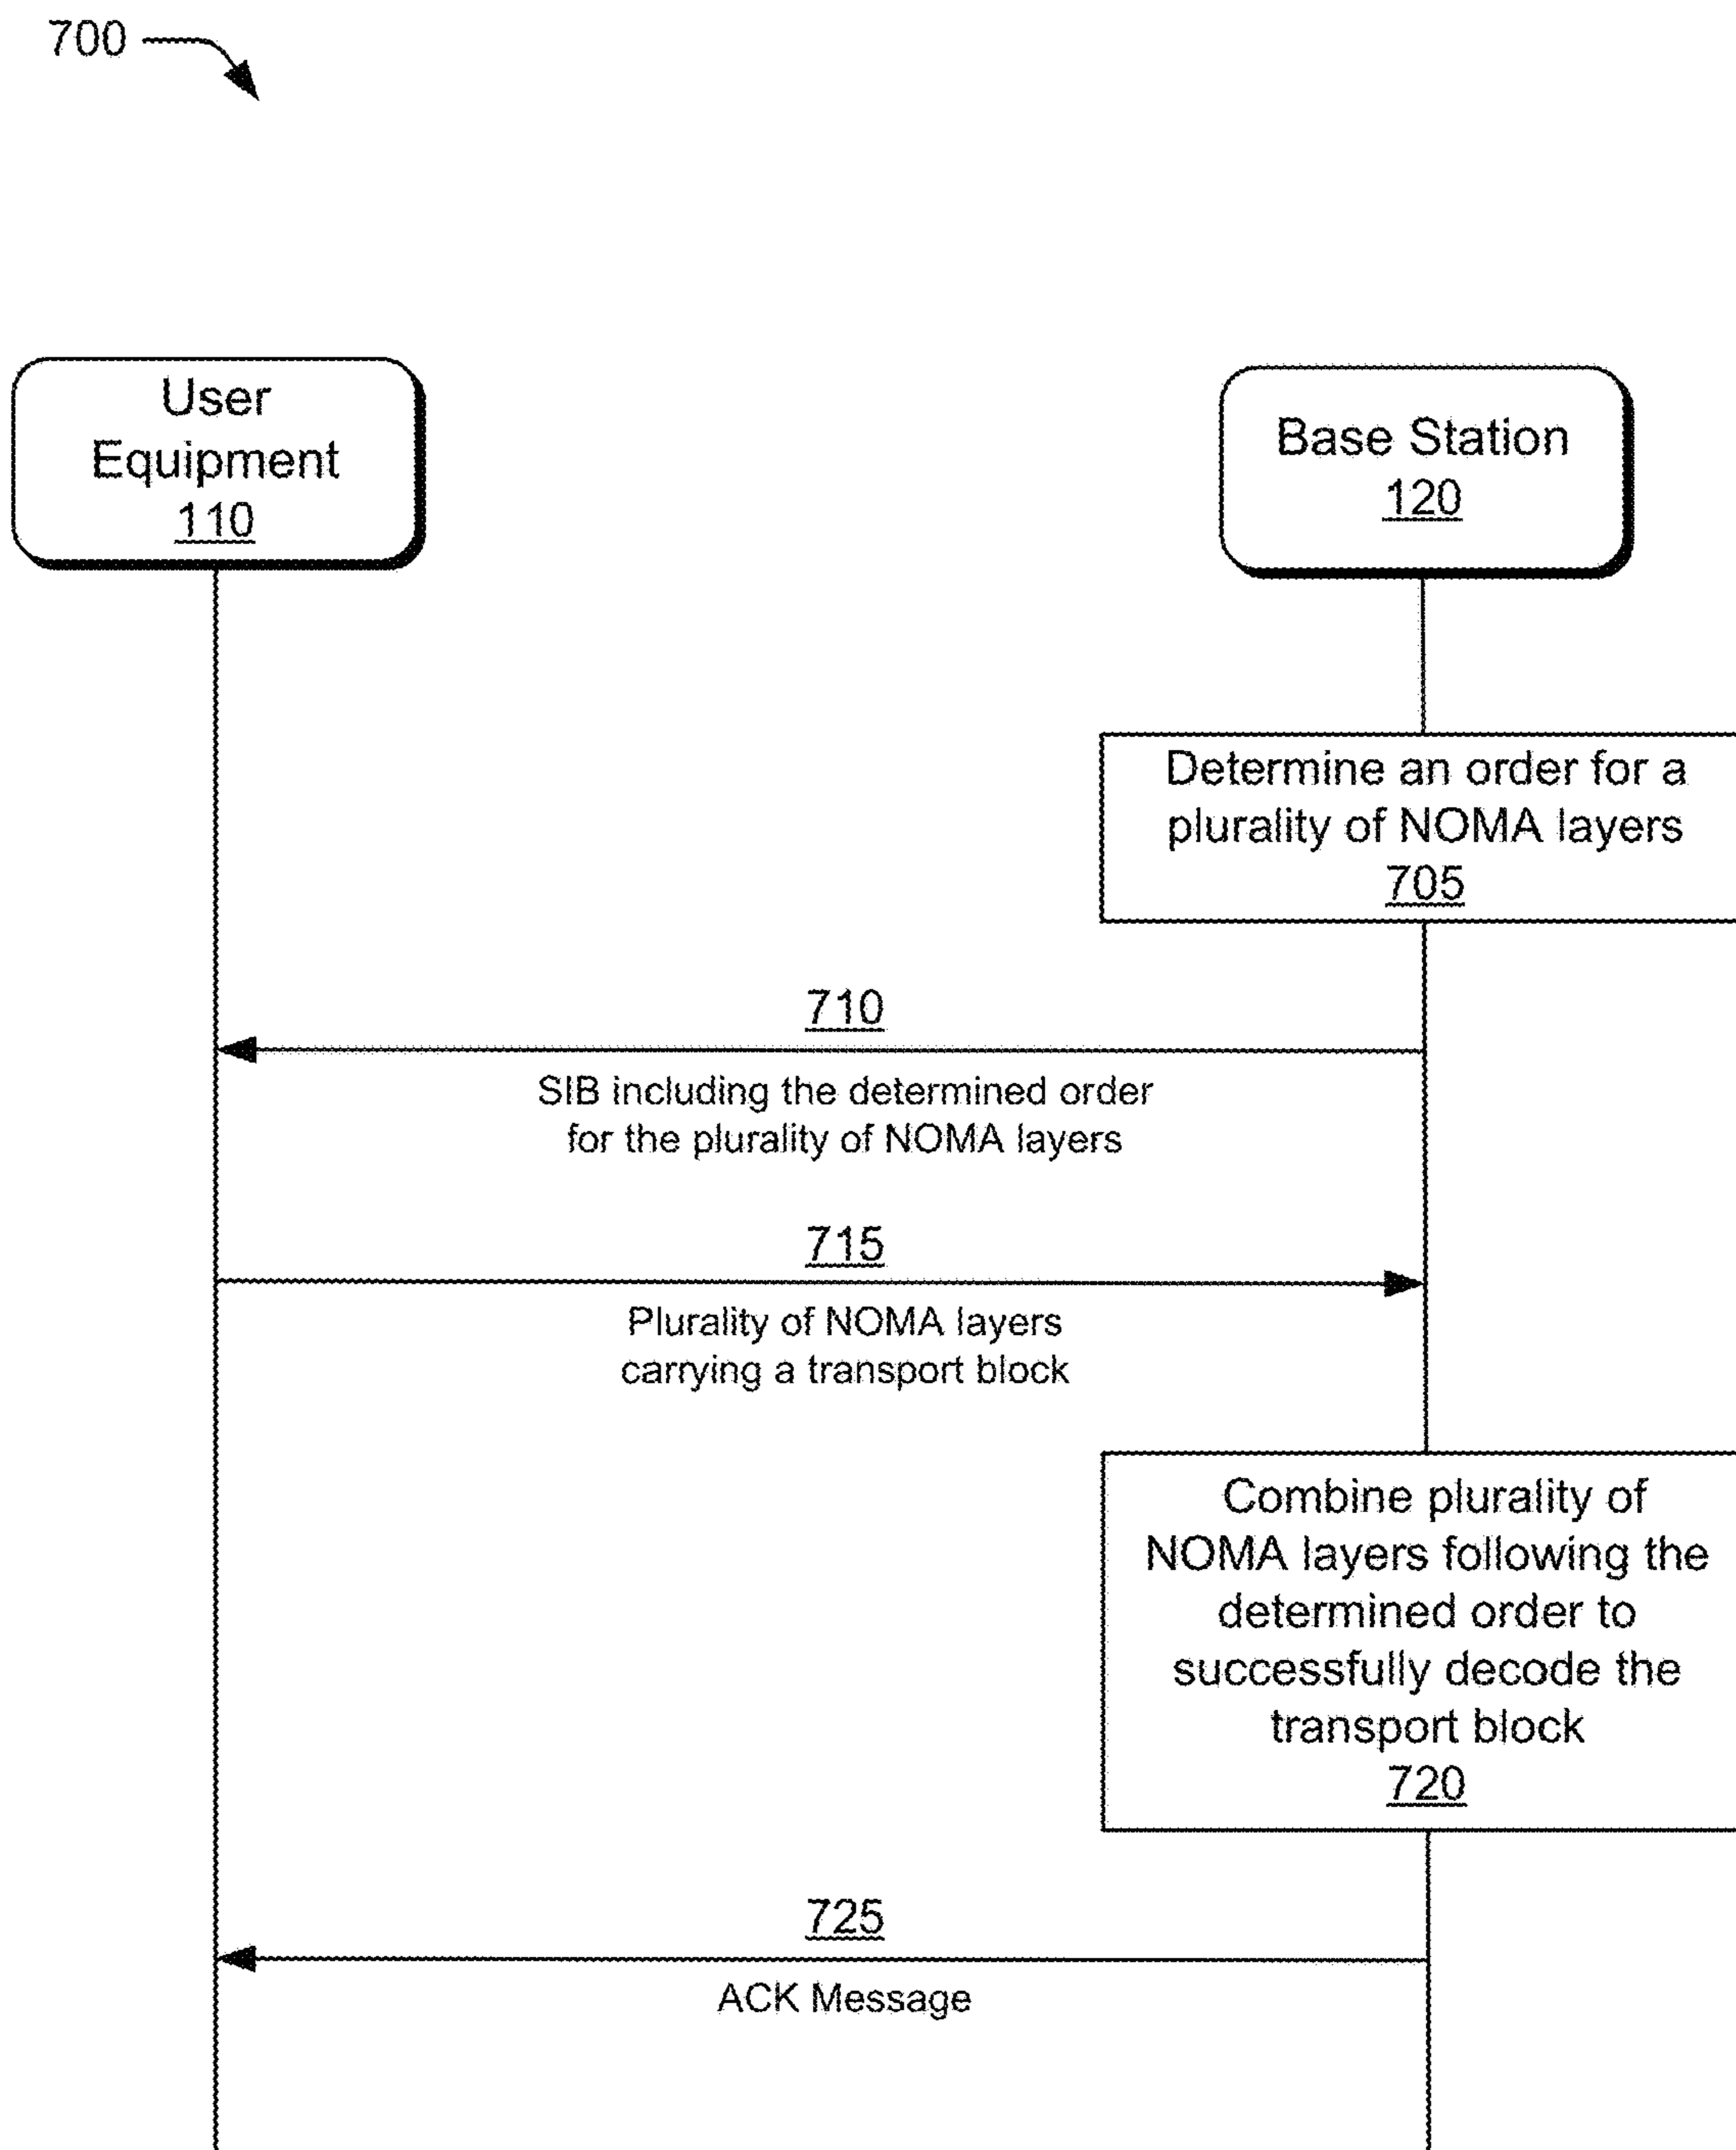 700
User
Equipment
110
Base Station
120
Determine an order for a
plurality of NOMA layers
705
710
SIB including the determined order
for the plurality of NOMA layers
715
Plurality of NOMA layers
carrying a transport block
Combine plurality of
NOMA layers following the
determined order to
successfully decode the
transport block
720
725
ACK Message